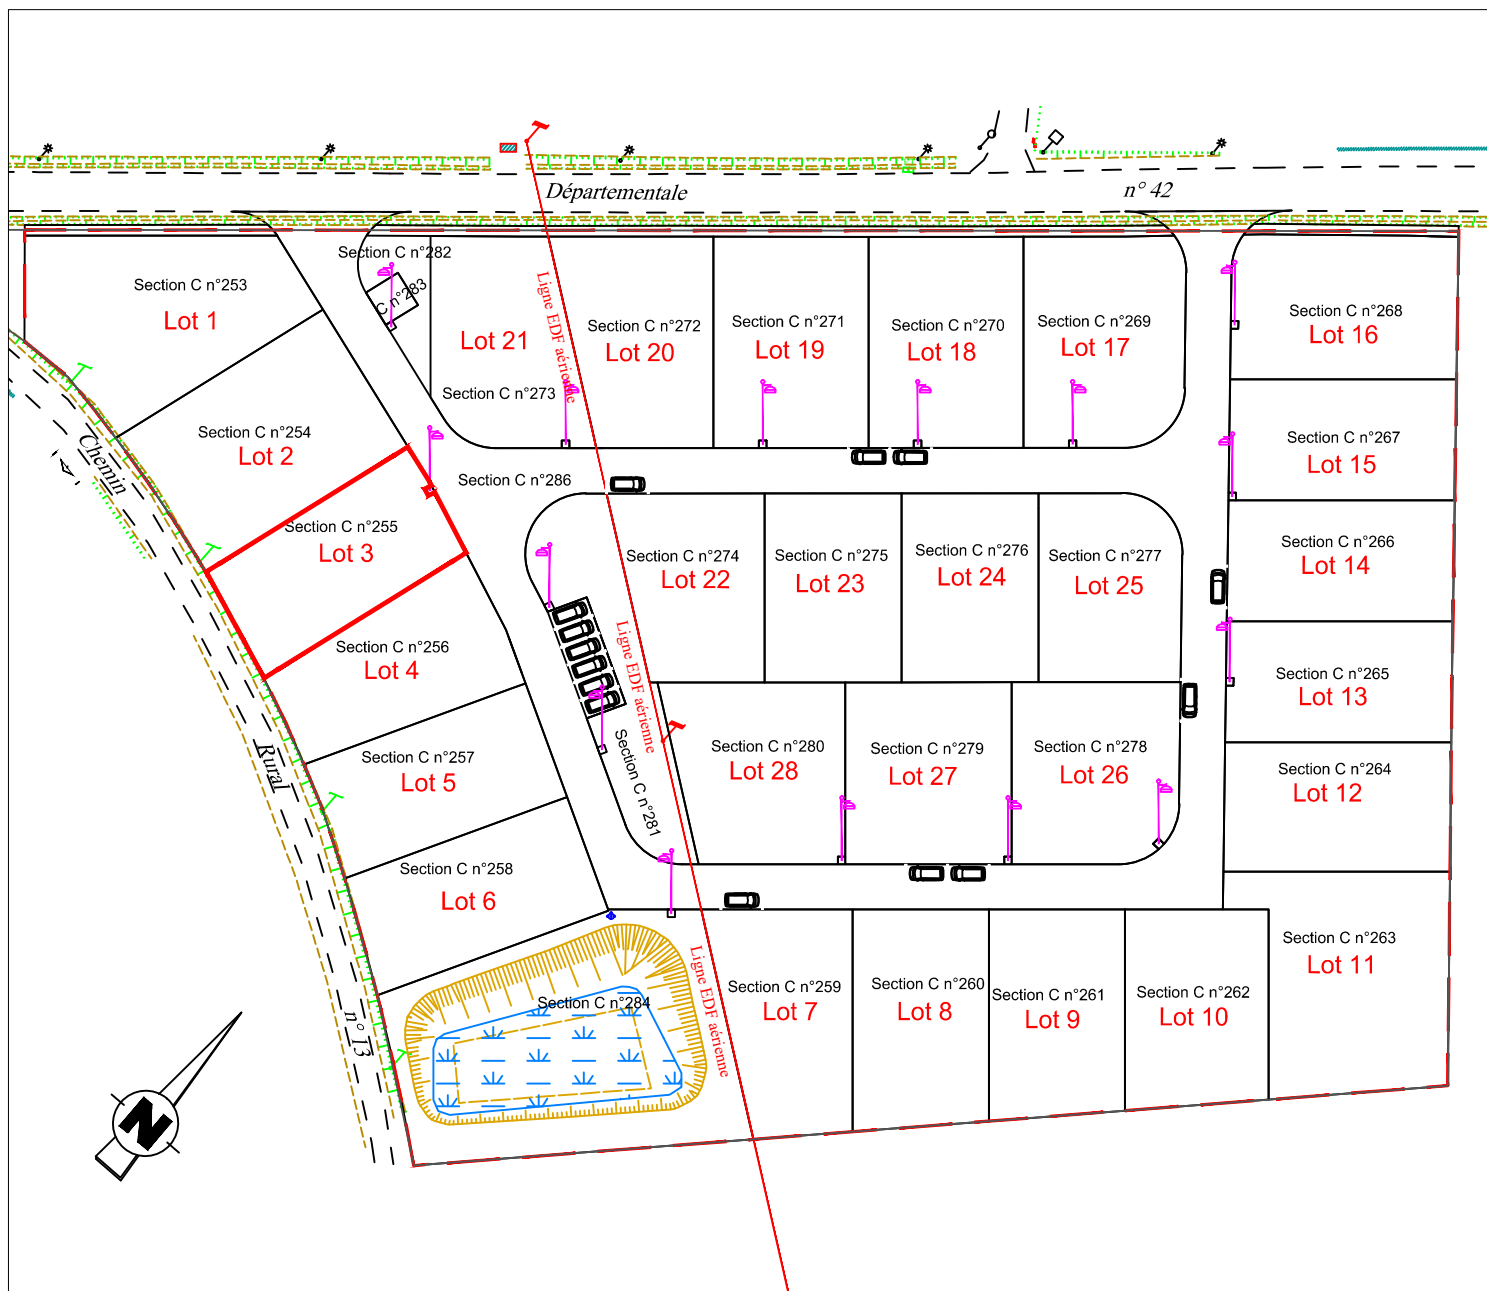 Départementale
n° 42
Section C n°282
C n°283
Section C n°253
Lot 1
Ligne EDF aérienne
Lot 21
Section C n°273
Section C n°272
Lot 20
Section C n°271
Lot 19
Section C n°270
Lot 18
Section C n°269
Lot 17
Section C n°268
Lot 16
Section C n°254
Lot 2
Chemin
Section C n°267
Lot 15
Section C n°286
Section C n°255
Lot 3
Section C n°274
Lot 22
Section C n°275
Lot 23
Section C n°276
Lot 24
Section C n°277
Lot 25
Section C n°266
Lot 14
Section C n°256
Lot 4
Ligne EDF aérienne
Section C n°265
Lot 13
Rural
Section C n°257
Lot 5
Section C n°281
Section C n°280
Lot 28
Section C n°279
Lot 27
Section C n°278
Lot 26
Section C n°264
Lot 12
Section C n°258
Lot 6
Section C n°263
Lot 11
Section C n°284
Ligne EDF aérienne
Section C n°259
Lot 7
Section C n°260
Lot 8
Section C n°261
Lot 9
Section C n°262
Lot 10
n° 13
N